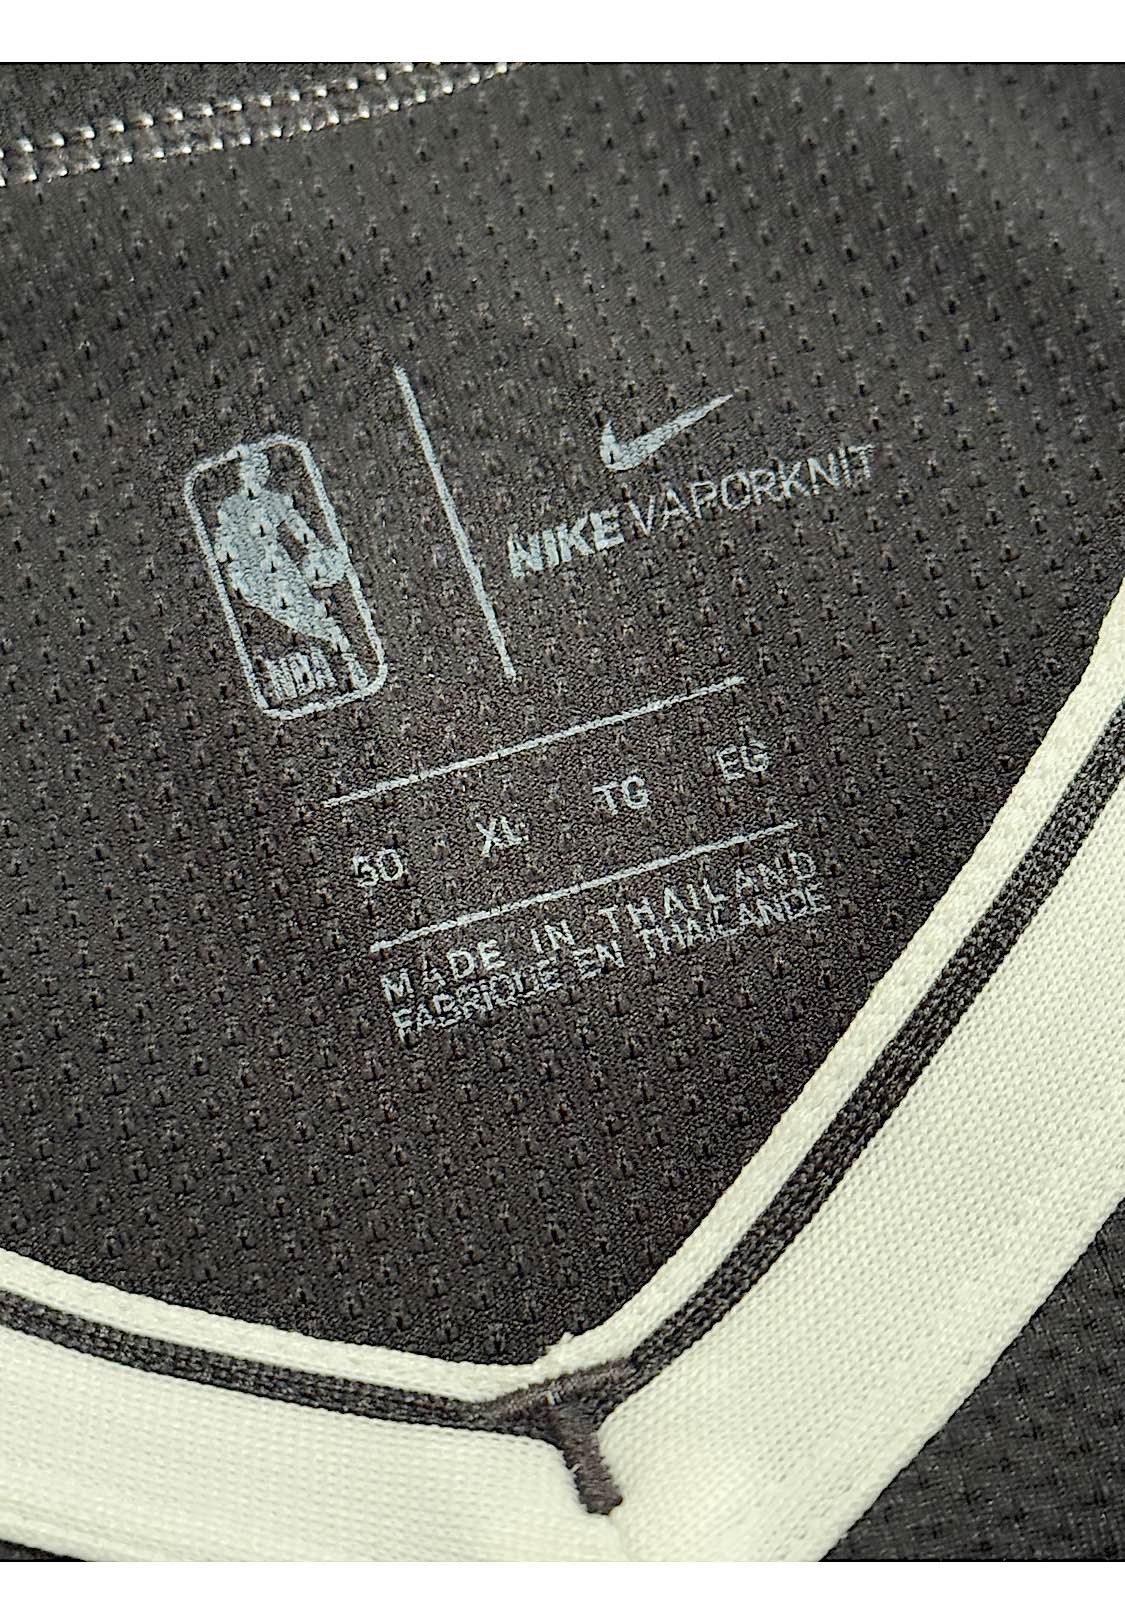 NBA
NIKE VAPORKNIT
50 XL TG EG
MADE IN THAILAND
FABRIQUE EN THAILANDE